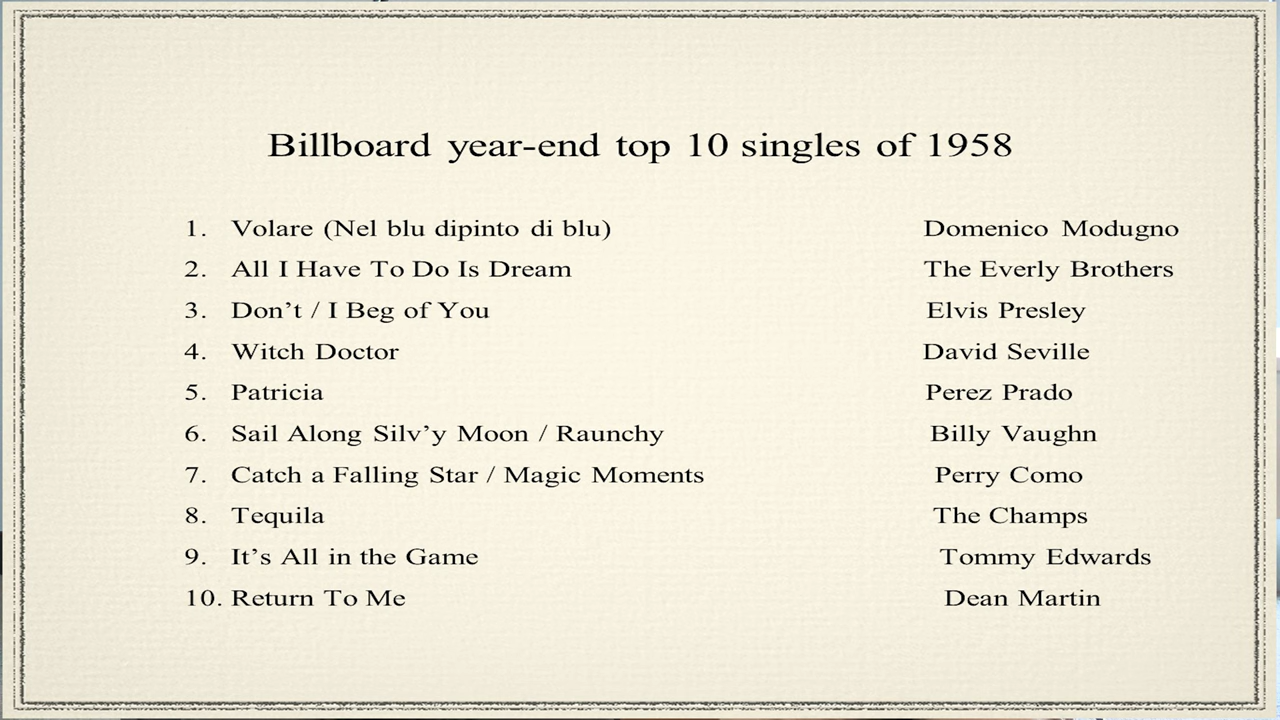 Billboard year-end top 10 singles of 1958
1. Volare (Nel blu dipinto di blu) Domenico Modugno
2. All I Have To Do Is Dream The Everly Brothers
3. Don’t / I Beg of You Elvis Presley
4. Witch Doctor David Seville
5. Patricia Perez Prado
6. Sail Along Silv’y Moon / Raunchy Billy Vaughn
7. Catch a Falling Star / Magic Moments Perry Como
8. Tequila The Champs
9. It’s All in the Game Tommy Edwards
10. Return To Me Dean Martin